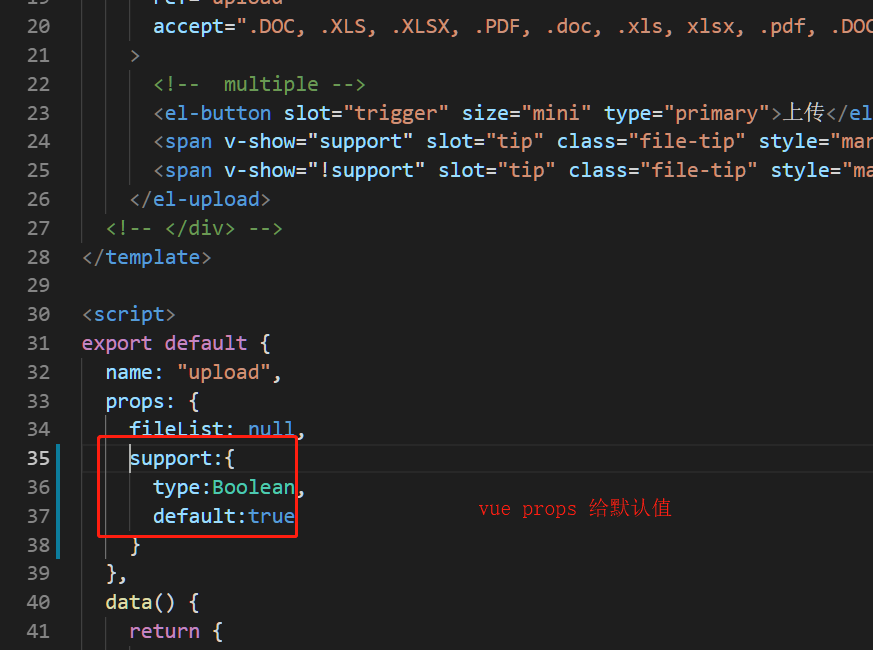 19 ref="upload"
20 accept=".DOC, .XLS, .XLSX, .PDF, .doc, .xls, xlsx, .pdf, .DOC
21 >
22 <!--  multiple -->
23 <el-button slot="trigger" size="mini" type="primary">上传</el
24 <span v-show="support" slot="tip" class="file-tip" style="mar
25 <span v-show="!support" slot="tip" class="file-tip" style="ma
26 </el-upload>
27 <!-- </div> -->
28 </template>
29
30 <script>
31 export default {
32 name: "upload",
33 props: {
34 fileList: null,
35 support:{
36 type:Boolean,
37 default:true
vue props 给默认值
38 }
39 },
40 data() {
41 return {